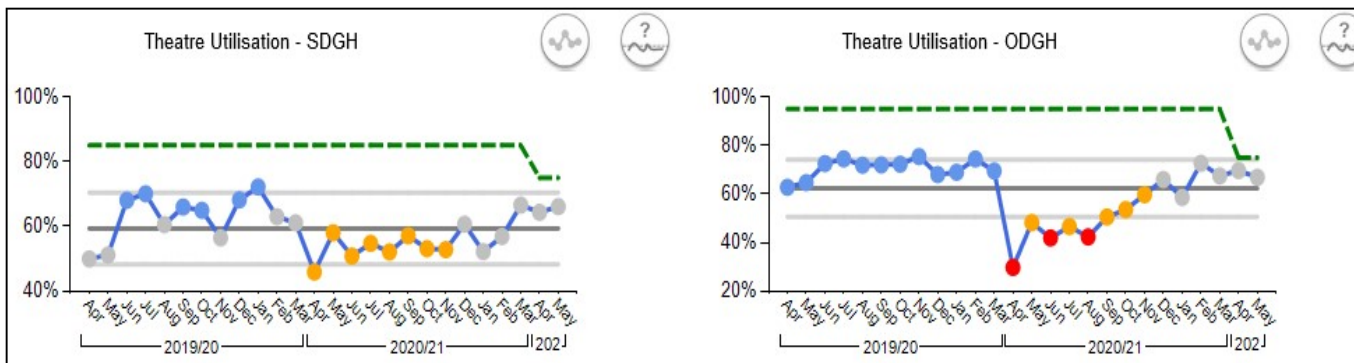 Theatre Utilisation - SDGH
?
100%
80%
60%
40%
Apr May Jun Jul Aug Sep Oct Nov Dec Jan Feb Mar Apr May Jun Jul Aug Sep Oct Nov Dec Jan Feb Mar Apr May
2019/20 2020/21 202
Theatre Utilisation - ODGH
?
100%
80%
60%
40%
20%
Apr May Jun Jul Aug Sep Oct Nov Dec Jan Feb Mar Apr May Jun Jul Aug Sep Oct Nov Dec Jan Feb Mar Apr May
2019/20 2020/21 202